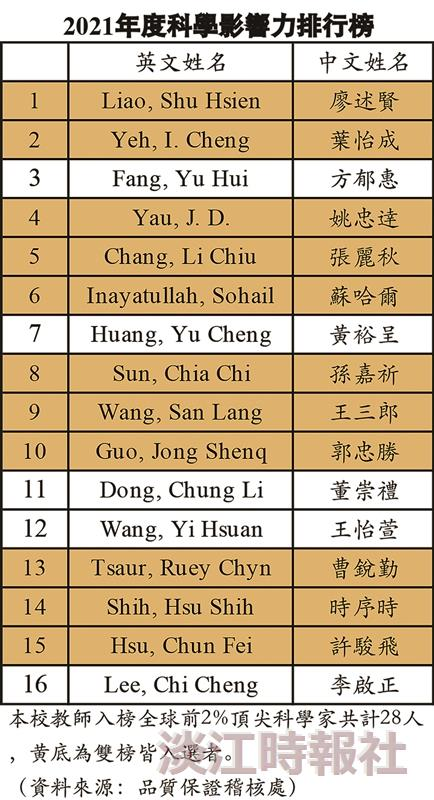 2021年度科學影響力排行榜
英文姓名 中文姓名
1 Liao, Shu Hsien 廖述賢
2 Yeh, I. Cheng 葉怡成
3 Fang, Yu Hui 方郁惠
4 Yau, J. D. 姚忠達
5 Chang, Li Chiu 張麗秋
6 Inayatullah, Sohail 蘇哈爾
7 Huang, Yu Cheng 黃裕呈
8 Sun, Chia Chi 孫嘉祈
9 Wang, San Lang 王三郎
10 Guo, Jong Shenq 郭忠勝
11 Dong, Chung Li 董崇禮
12 Wang, Yi Hsuan 王怡萱
13 Tsaur, Ruey Chyn 曹銳勤
14 Shih, Hsu Shih 時序時
15 Hsu, Chun Fei 許駿飛
16 Lee, Chi Cheng 李啟正
本校教師入榜全球前2%頂尖科學家共計28人
，黃底為雙榜皆入選者。
（資料來源：品質保證稽核處）
淡江時報社